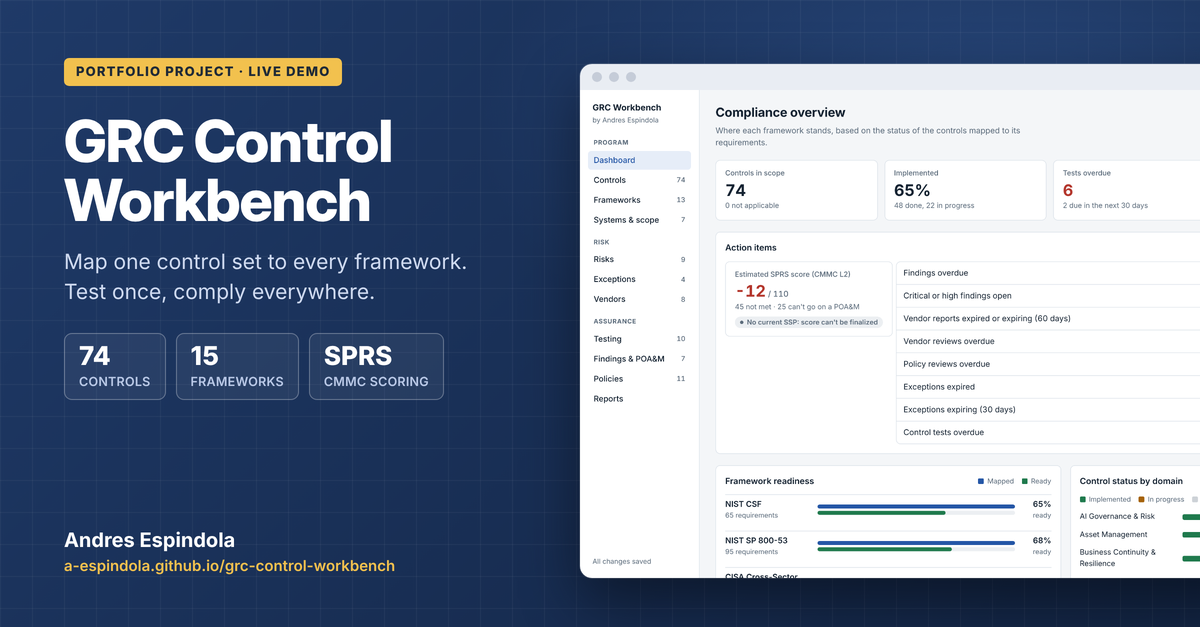 PORTFOLIO PROJECT · LIVE DEMO
GRC Control
Workbench
Map one control set to every framework.
Test once, comply everywhere.
74
CONTROLS
15
FRAMEWORKS
SPRS
CMMC SCORING
Andres Espindola
a-espindola.github.io/grc-control-workbench
GRC Workbench
by Andres Espindola
PROGRAM
Dashboard
Controls 74
Frameworks 13
Systems & scope 7
RISK
Risks 9
Exceptions 4
Vendors 8
ASSURANCE
Testing 10
Findings & POA&M 7
Policies 11
Reports
All changes saved
Compliance overview
Where each framework stands, based on the status of the controls mapped to its
requirements.
Controls in scope
74
0 not applicable
Implemented
65%
48 done, 22 in progress
Tests overdue
6
2 due in the next 30 days
Action items
Estimated SPRS score (CMMC L2)
-12 / 110
45 not met · 25 can't go on a POA&M
No current SSP: score can't be finalized
Findings overdue
Critical or high findings open
Vendor reports expired or expiring (60 days)
Vendor reviews overdue
Policy reviews overdue
Exceptions expired
Exceptions expiring (30 days)
Control tests overdue
Framework readiness
Mapped Ready
NIST CSF 65%
65 requirements ready
NIST SP 800-53 68%
95 requirements ready
CISA Cross-Sector
Control status by domain
Implemented In progress
AI Governance & Risk
Asset Management
Business Continuity &
Resilience